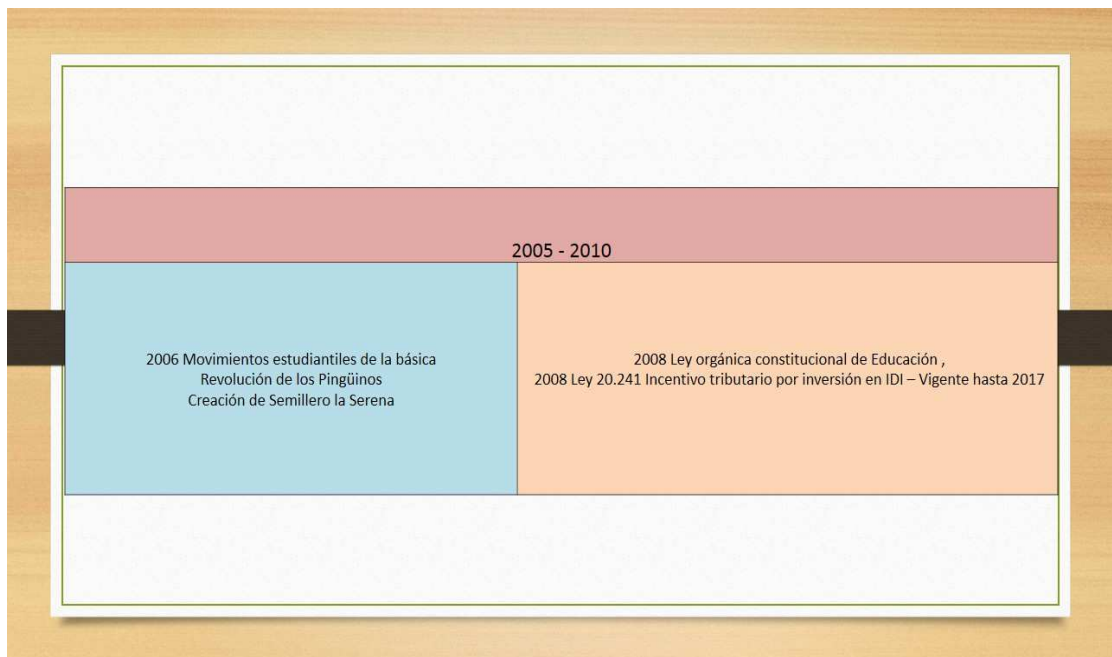 2005 - 2010
2006 Movimientos estudiantiles de la básica
Revolución de los Pingüinos
Creación de Semillero la Serena
2008 Ley orgánica constitucional de Educación ,
2008 Ley 20.241 Incentivo tributario por inversión en IDI – Vigente hasta 2017